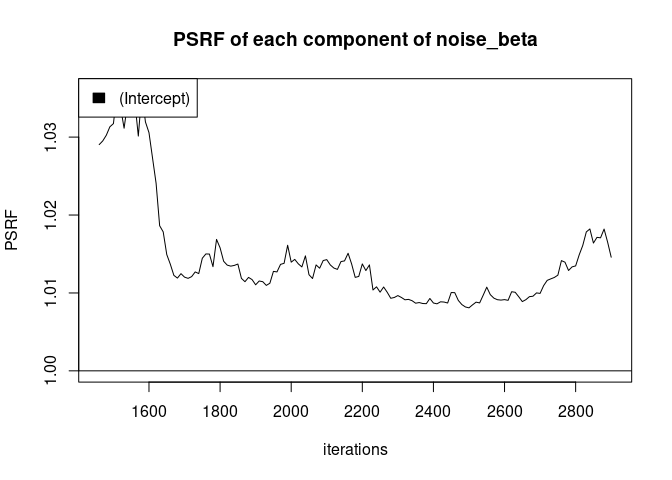 PSRF of each component of noise_beta
(Intercept)
PSRF
1.03
1.02
1.01
1.00
1600 1800 2000 2200 2400 2600 2800
iterations